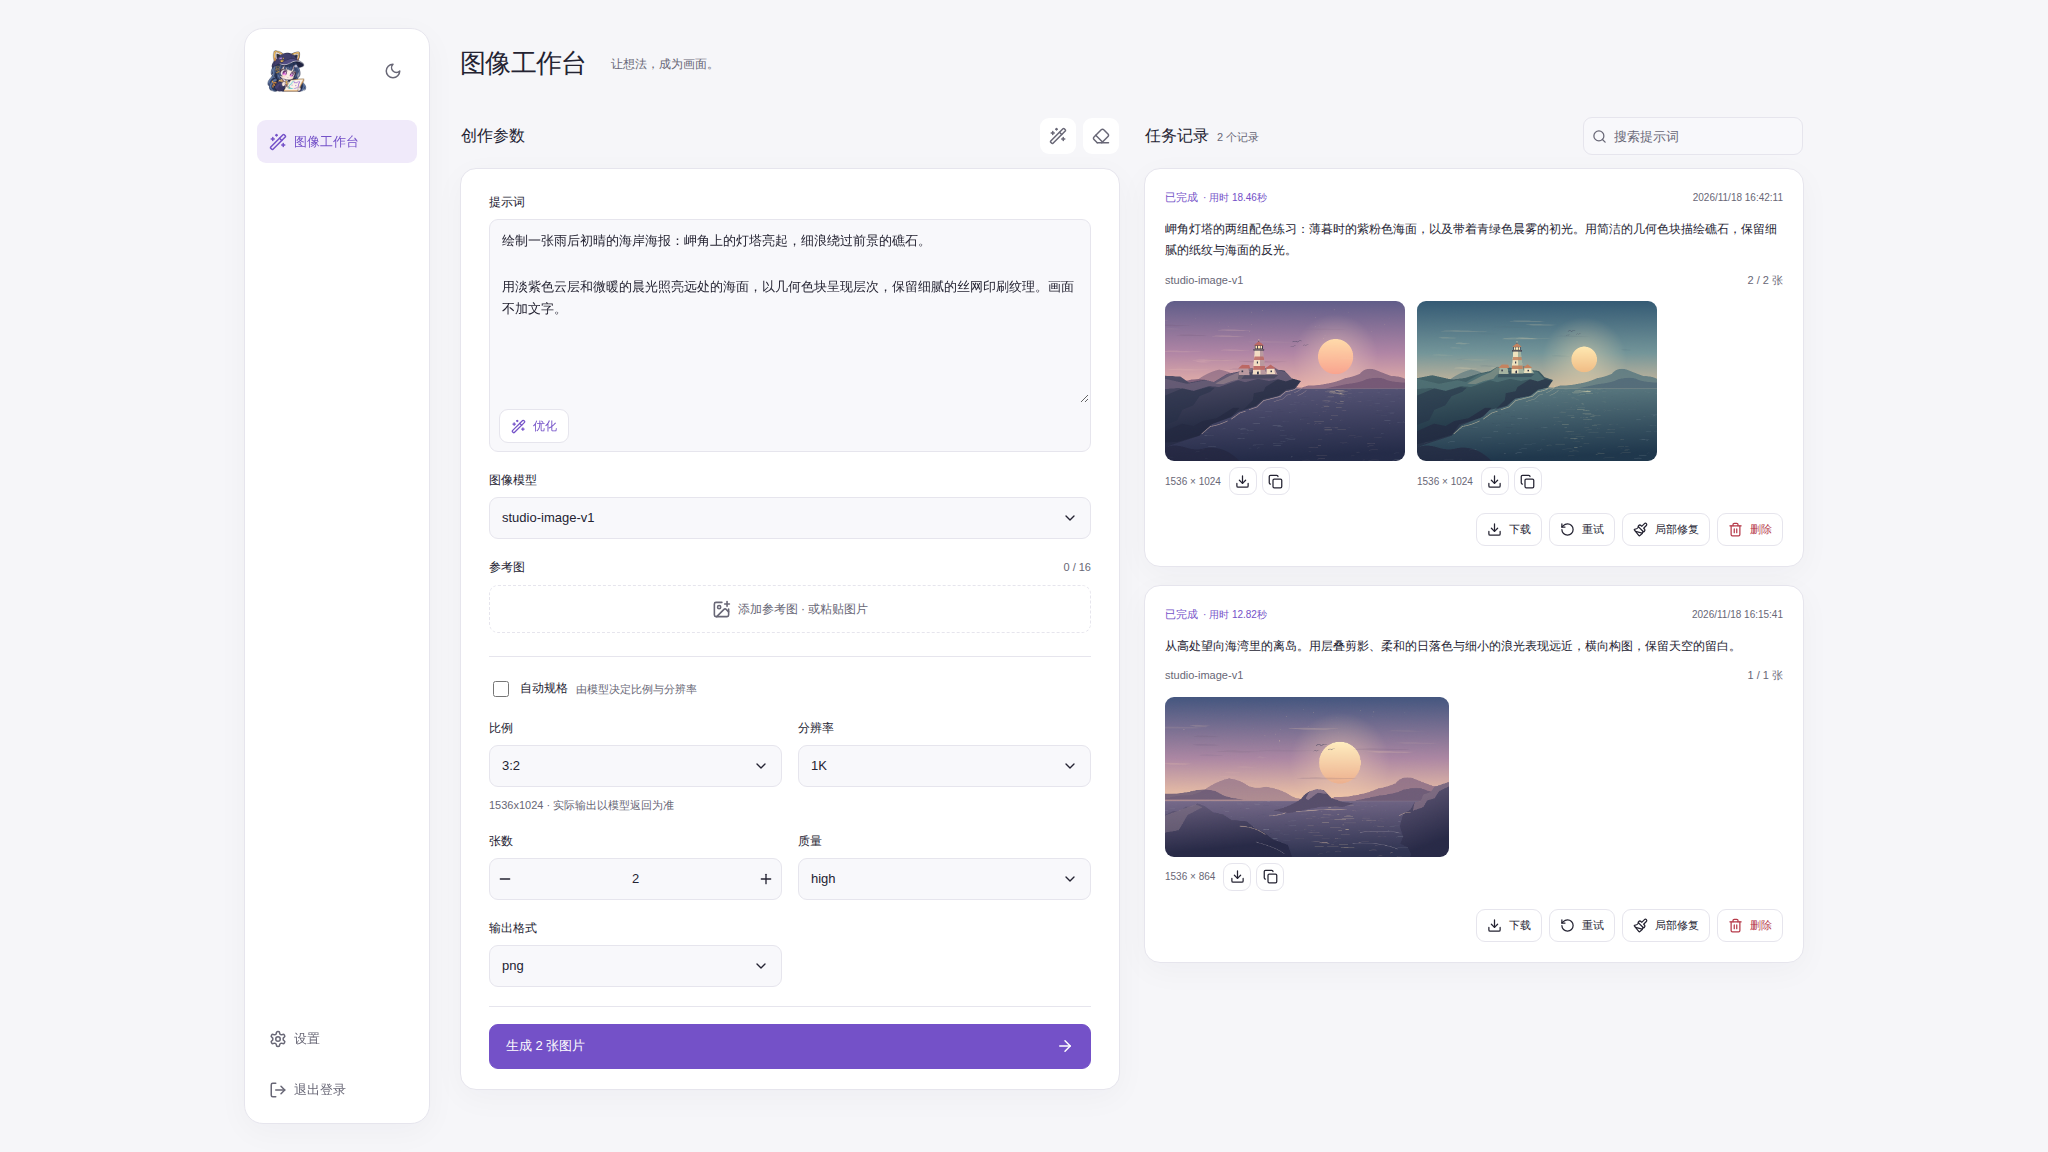 图像工作台
设置
退出登录
图像工作台
让想法，成为画面。
创作参数
提示词
绘制一张雨后初晴的海岸海报：岬角上的灯塔亮起，细浪绕过前景的礁石。
用淡紫色云层和微暖的晨光照亮远处的海面，以几何色块呈现层次，保留细腻的丝网印刷纹理。画面
不加文字。
优化
图像模型
studio-image-v1
参考图
0 / 16
添加参考图 · 或粘贴图片
自动规格 由模型决定比例与分辨率
比例
分辨率
3:2
1K
1536x1024 · 实际输出以模型返回为准
张数
质量
2
high
输出格式
png
生成 2 张图片
任务记录 2 个记录
搜索提示词
已完成 · 用时 18.46秒
2026/11/18 16:42:11
岬角灯塔的两组配色练习：薄暮时的紫粉色海面，以及带着青绿色晨雾的初光。用简洁的几何色块描绘礁石，保留细
腻的纸纹与海面的反光。
studio-image-v1
2 / 2 张
1536 × 1024
1536 × 1024
下载
重试
局部修复
删除
已完成 · 用时 12.82秒
2026/11/18 16:15:41
从高处望向海湾里的离岛。用层叠剪影、柔和的日落色与细小的浪光表现远近，横向构图，保留天空的留白。
studio-image-v1
1 / 1 张
1536 × 864
下载
重试
局部修复
删除